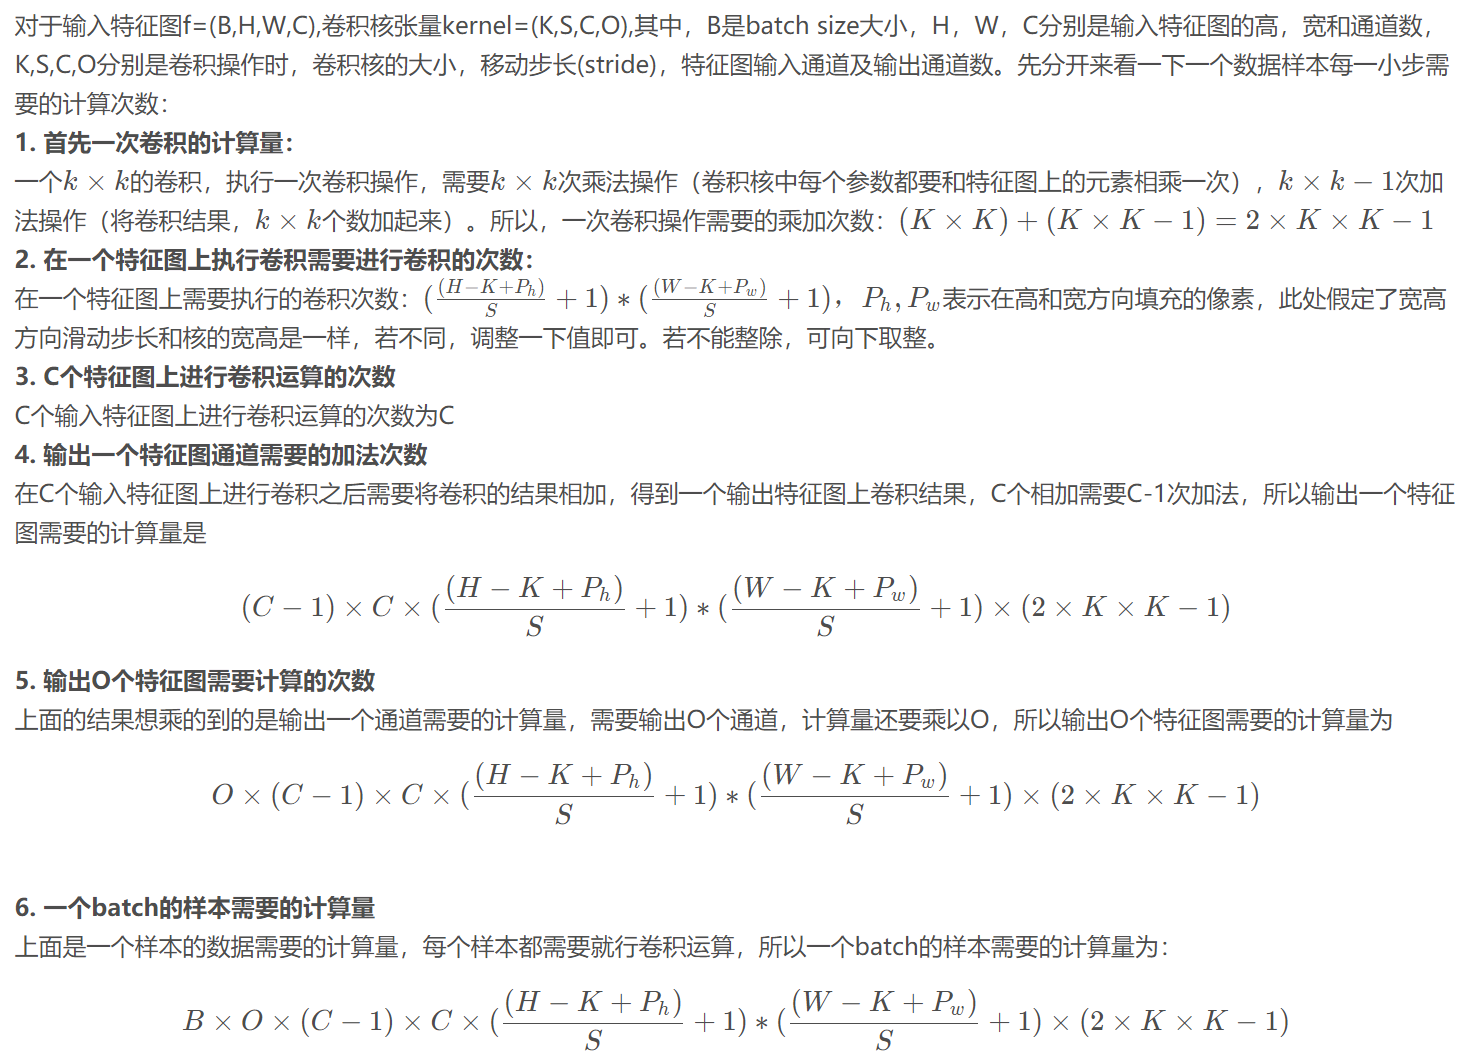 对于输入特征图f=(B,H,W,C),卷积核张量kernel=(K,S,C,O),其中，B是batch size大小，H，W，C分别是输入特征图的高，宽和通道数，
K,S,C,O分别是卷积操作时，卷积核的大小，移动步长(stride)，特征图输入通道及输出通道数。先分开来看一下一个数据样本每一小步需
要的计算次数：
1. 首先一次卷积的计算量：
一个k × k的卷积，执行一次卷积操作，需要k × k次乘法操作（卷积核中每个参数都要和特征图上的元素相乘一次），k × k − 1次加
法操作（将卷积结果，k × k个数加起来）。所以，一次卷积操作需要的乘加次数：(K × K) + (K × K − 1) = 2 × K × K − 1
2. 在一个特征图上执行卷积需要进行卷积的次数：
在一个特征图上需要执行的卷积次数：(\frac{(H−K+P_h)}{S} + 1) ∗ (\frac{(W−K+P_w)}{S} + 1)，P_h, P_w表示在高和宽方向填充的像素，此处假定了宽高
方向滑动步长和核的宽高是一样，若不同，调整一下值即可。若不能整除，可向下取整。
3. C个特征图上进行卷积运算的次数
C个输入特征图上进行卷积运算的次数为C
4. 输出一个特征图通道需要的加法次数
在C个输入特征图上进行卷积之后需要将卷积的结果相加，得到一个输出特征图上卷积结果，C个相加需要C-1次加法，所以输出一个特征
图需要的计算量是
(C − 1) × C × (\frac{(H − K + P_h)}{S} + 1) ∗ (\frac{(W − K + P_w)}{S} + 1) × (2 × K × K − 1)
5. 输出O个特征图需要计算的次数
上面的结果想乘的到的是输出一个通道需要的计算量，需要输出O个通道，计算量还要乘以O，所以输出O个特征图需要的计算量为
O × (C − 1) × C × (\frac{(H − K + P_h)}{S} + 1) ∗ (\frac{(W − K + P_w)}{S} + 1) × (2 × K × K − 1)
6. 一个batch的样本需要的计算量
上面是一个样本的数据需要的计算量，每个样本都需要就行卷积运算，所以一个batch的样本需要的计算量为：
B × O × (C − 1) × C × (\frac{(H − K + P_h)}{S} + 1) ∗ (\frac{(W − K + P_w)}{S} + 1) × (2 × K × K − 1)